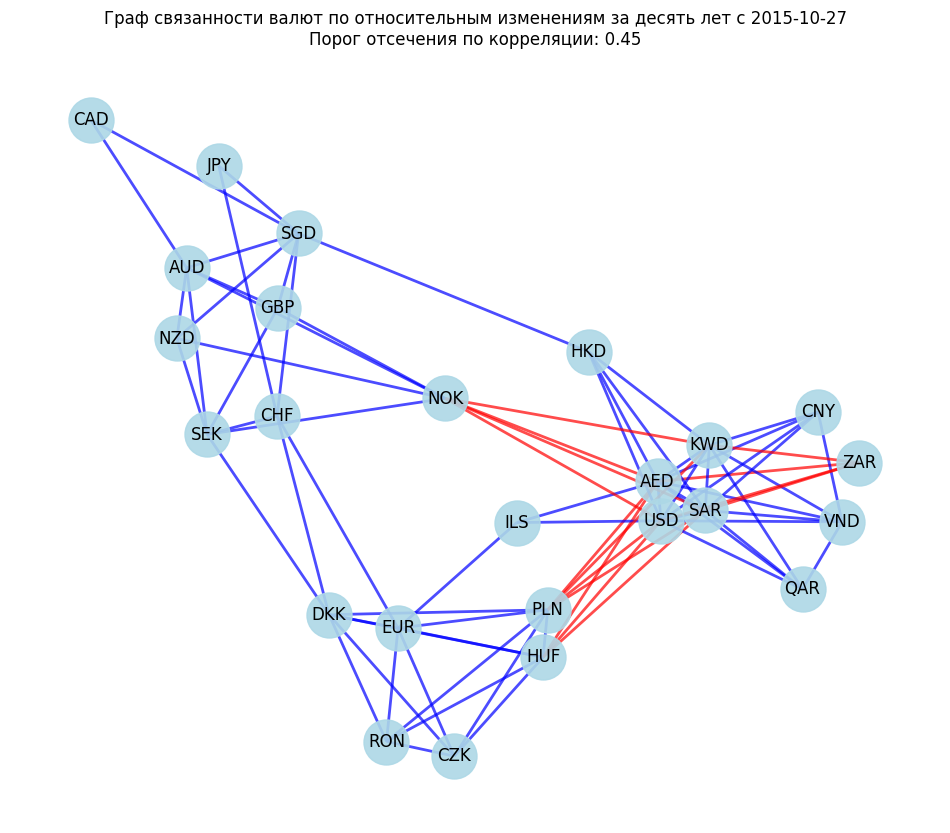 Граф связанности валют по относительным изменениям за десять лет с 2015-10-27
Порог отсечения по корреляции: 0.45
CAD
JPY
SGD
AUD
GBP
NZD
HKD
NOK
CNY
CHF
SEK
KWD
ZAR
AED
SAR
USD
ILS
VND
QAR
PLN
DKK
EUR
HUF
RON
CZK